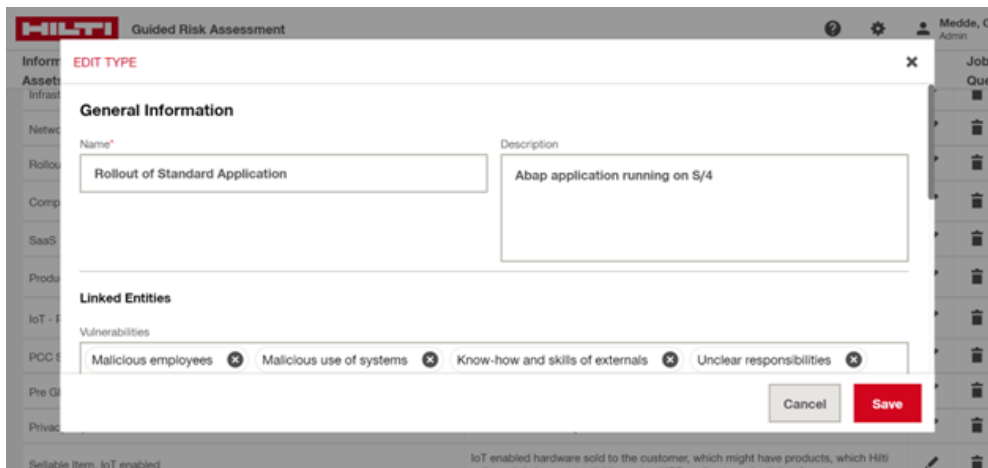 HILTI Guided Risk Assessment
Medde,
Admin
EDIT TYPE
General Information
Name*
Description
Rollout of Standard Application
Abap application running on S/4
Linked Entities
Vulnerabilities
Malicious employees Malicious use of systems Know-how and skills of externals Unclear responsibilities
Cancel Save
Inform
Assets
Infrast
Netwo
Rollou
Comp
SaaS
Produ
IoT - F
PCC S
Pre Gl
Privac
Sellable Item, IoT enabled
IoT enabled hardware sold to the customer, which might have products, which Hilti
Job
Que